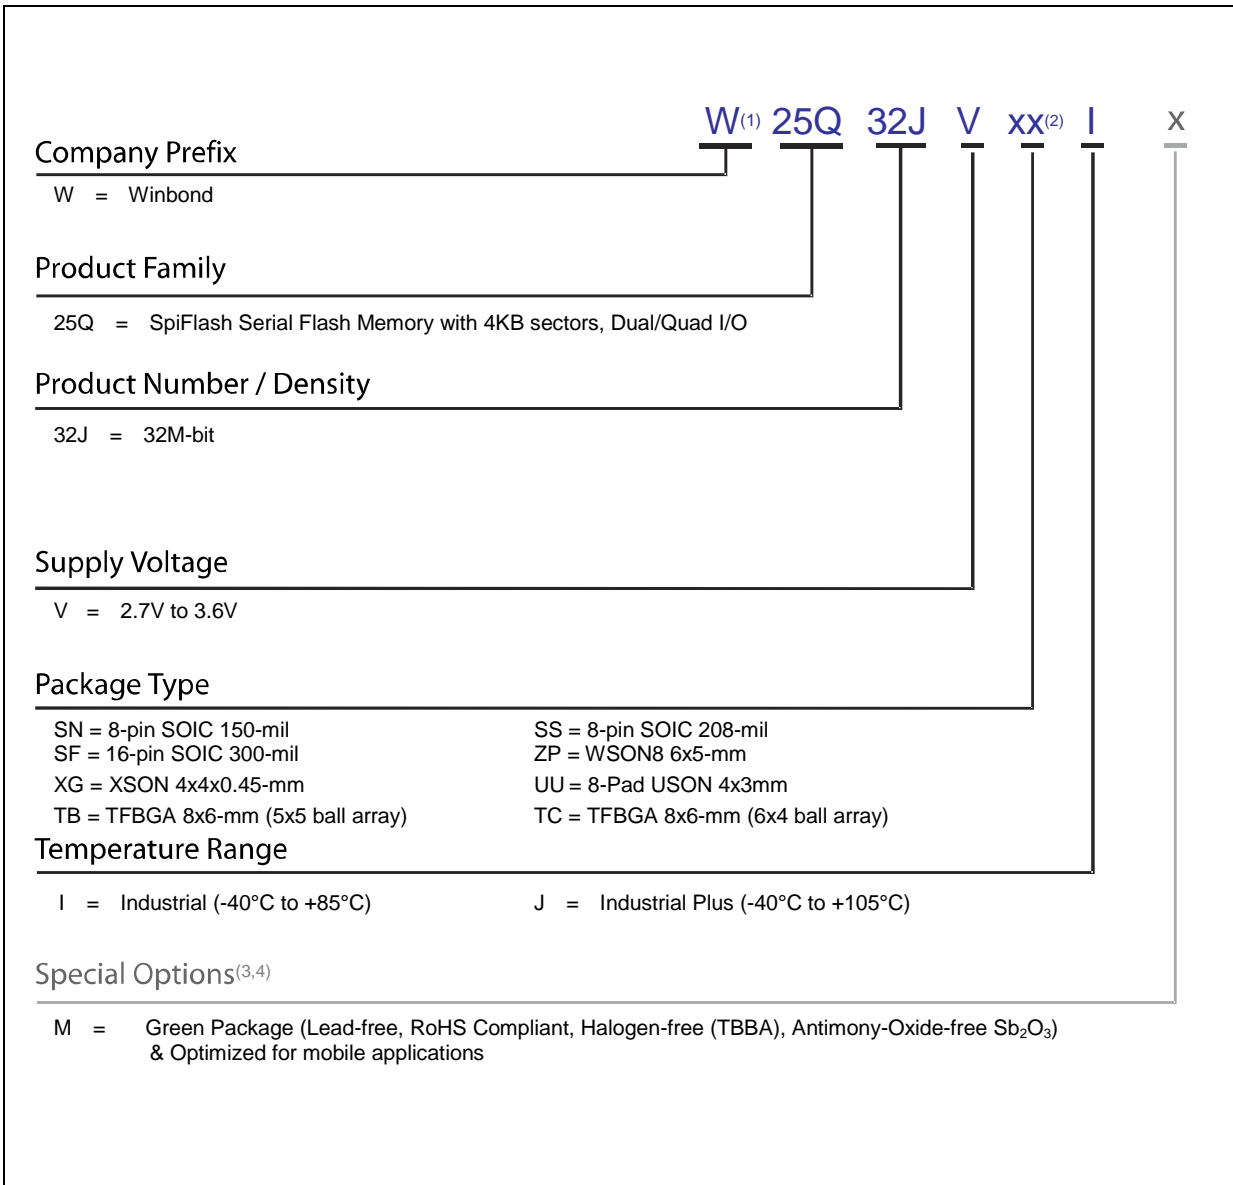 W(1) 25Q 32J V xx(2) I x
Company Prefix
W = Winbond
Product Family
25Q = SpiFlash Serial Flash Memory with 4KB sectors, Dual/Quad I/O
Product Number / Density
32J = 32M-bit
Supply Voltage
V = 2.7V to 3.6V
Package Type
SN = 8-pin SOIC 150-mil SS = 8-pin SOIC 208-mil
SF = 16-pin SOIC 300-mil ZP = WSON8 6x5-mm
XG = XSON 4x4x0.45-mm UU = 8-Pad USON 4x3mm
TB = TFBGA 8x6-mm (5x5 ball array) TC = TFBGA 8x6-mm (6x4 ball array)
Temperature Range
I = Industrial (-40°C to +85°C) J = Industrial Plus (-40°C to +105°C)
Special Options(3,4)
M = Green Package (Lead-free, RoHS Compliant, Halogen-free (TBBA), Antimony-Oxide-free Sb₂O₃)
& Optimized for mobile applications